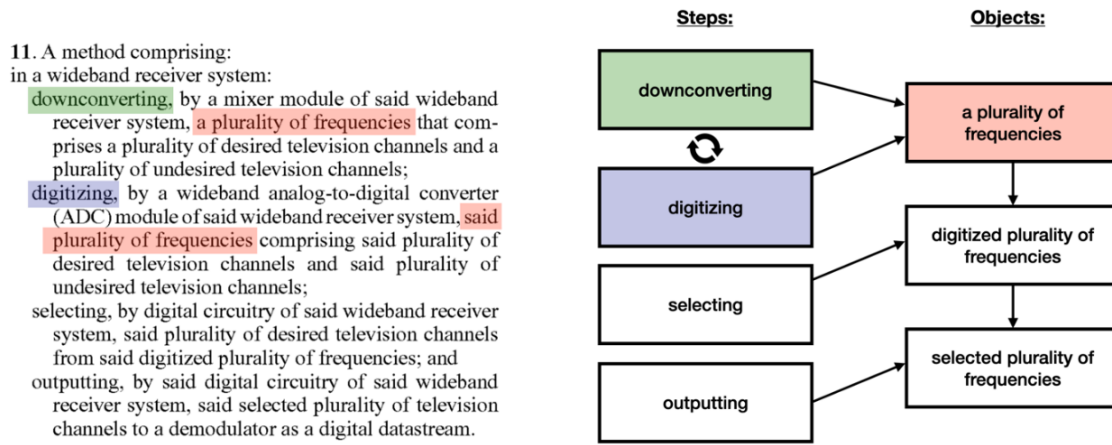 11. A method comprising:
in a wideband receiver system:
downconverting, by a mixer module of said wideband
receiver system, a plurality of frequencies that com-
prises a plurality of desired television channels and a
plurality of undesired television channels;
digitizing, by a wideband analog-to-digital converter
(ADC) module of said wideband receiver system, said
plurality of frequencies comprising said plurality of
desired television channels and said plurality of
undesired television channels;
selecting, by digital circuitry of said wideband receiver
system, said plurality of desired television channels
from said digitized plurality of frequencies; and
outputting, by said digital circuitry of said wideband
receiver system, said selected plurality of television
channels to a demodulator as a digital datastream.
Steps:
downconverting
digitizing
selecting
outputting
Objects:
a plurality of
frequencies
digitized plurality of
frequencies
selected plurality of
frequencies